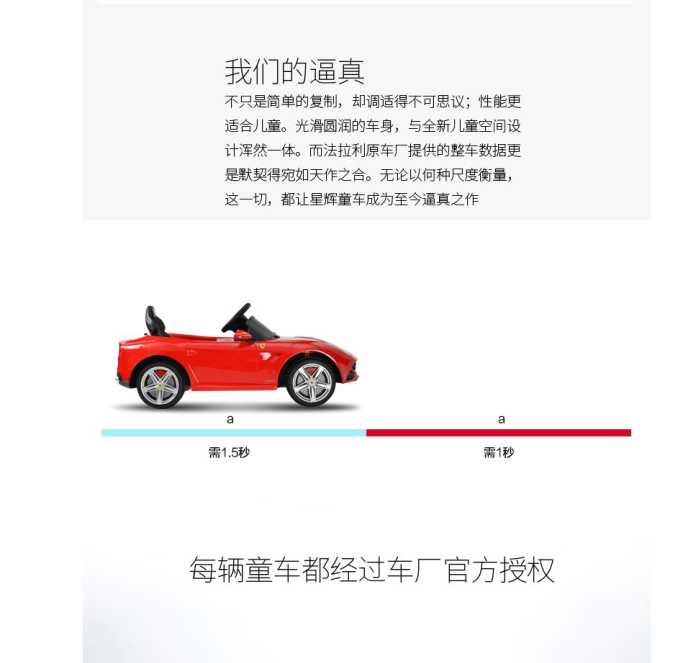 我们的逼真
不只是简单的复制，却调适得不可思议；性能更
适合儿童。光滑圆润的车身，与全新儿童空间设
计浑然一体。而法拉利原车厂提供的整车数据更
是默契得宛如天作之合。无论以何种尺度衡量，
这一切，都让星辉童车成为至今逼真之作
a a
需1.5秒 需1秒
每辆童车都经过车厂官方授权